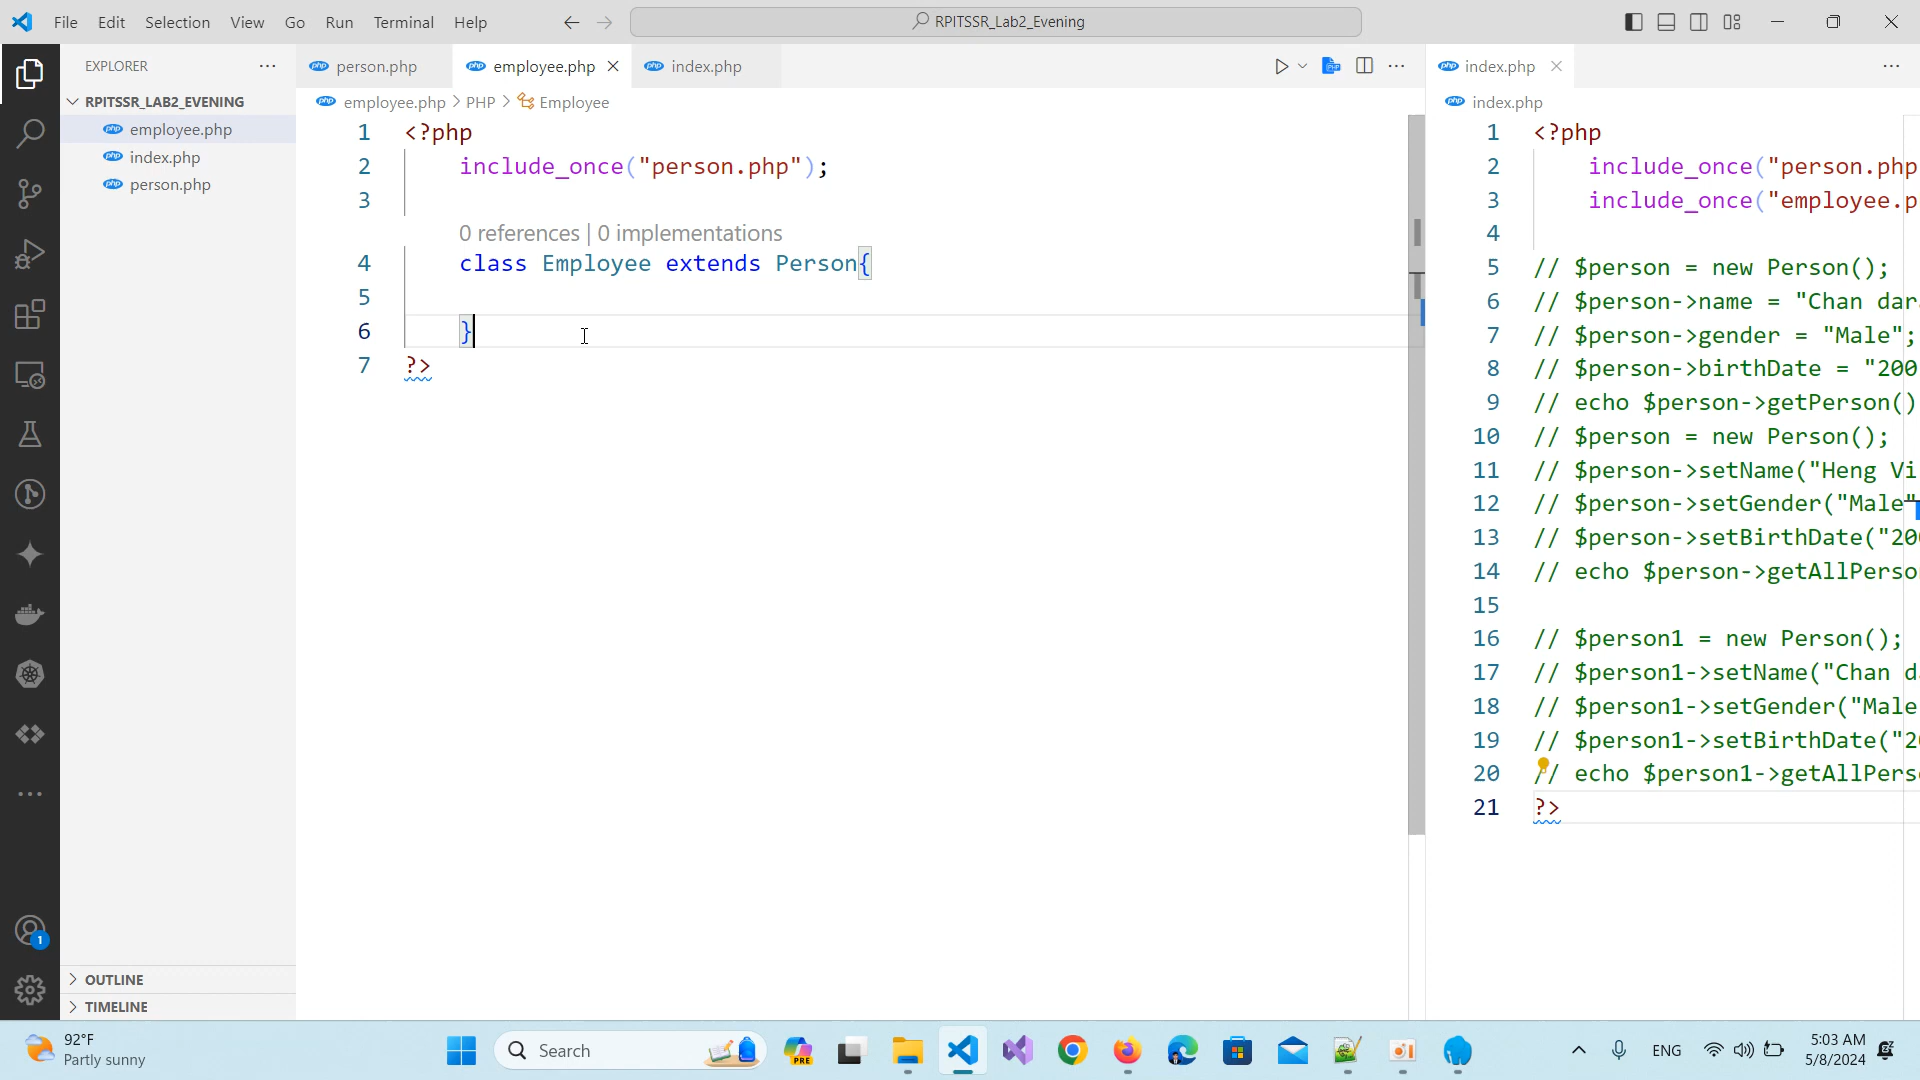 File Edit Selection View Go Run Terminal Help
RPITSSR_Lab2_Evening
EXPLORER
RPITSSR_LAB2_EVENING
employee.php
index.php
person.php
OUTLINE
TIMELINE
1
person.php
employee.php
index.php
employee.php > PHP > Employee
1 <?php
2 include_once("person.php");
3
0 references | 0 implementations
4 class Employee extends Person{
5
6 }
7 ?>
index.php
index.php
1 <?php
2 include_once("person.php
3 include_once("employee.p
4
5 // $person = new Person();
6 // $person->name = "Chan dar
7 // $person->gender = "Male";
8 // $person->birthDate = "200
9 // echo $person->getPerson()
10 // $person = new Person();
11 // $person->setName("Heng Vi
12 // $person->setGender("Male"
13 // $person->setBirthDate("20
14 // echo $person->getAllPerso
15
16 // $person1 = new Person();
17 // $person1->setName("Chan d
18 // $person1->setGender("Male
19 // $person1->setBirthDate("2
20 // echo $person1->getAllPers
21 ?>
92°F
Partly sunny
Search
PRE
ENG
5:03 AM
5/8/2024